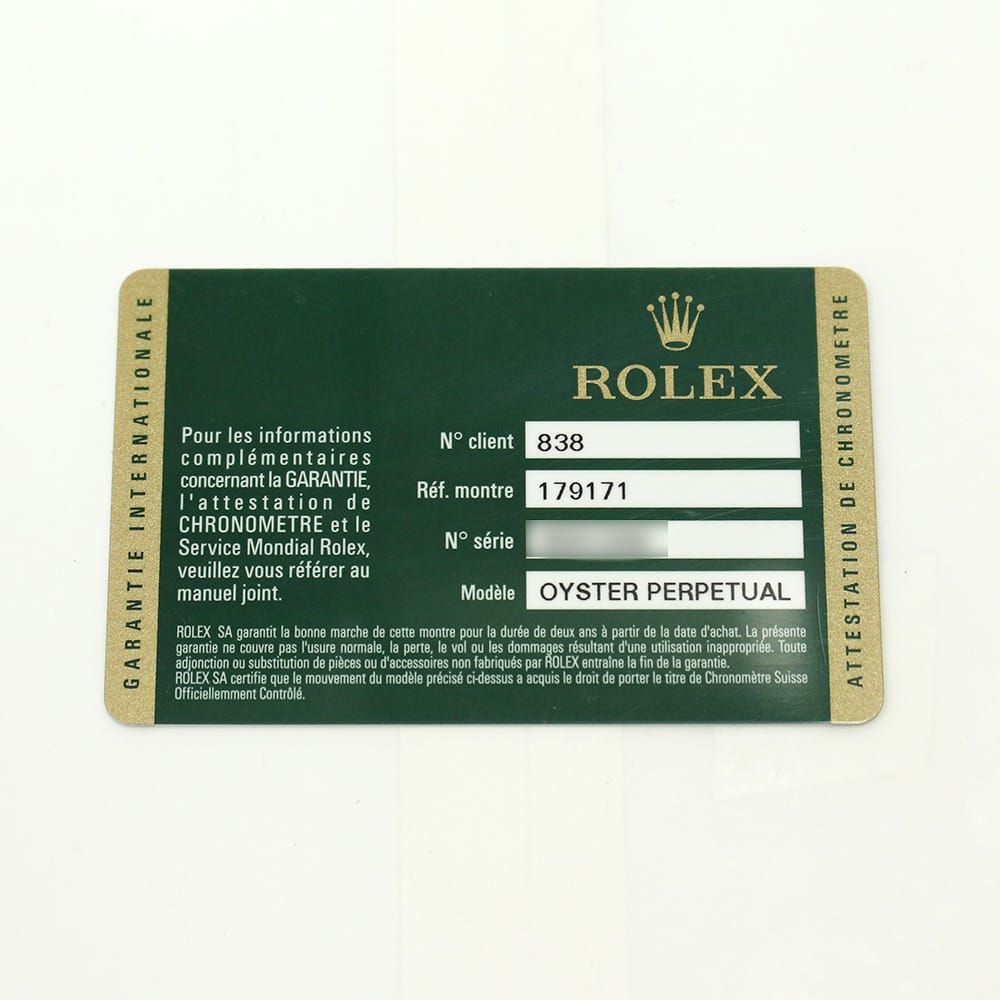 GARANTIE INTERNATIONALE
ROLEX
Pour les informations
complémentaires
concernant la GARANTIE,
l'attestation de
CHRONOMETRE et le
Service Mondial Rolex,
veuillez vous référer au
manuel joint.
N° client 838
Réf. montre 179171
N° série
Modèle OYSTER PERPETUAL
ROLEX SA garantit la bonne marche de cette montre pour la durée de deux ans à partir de la date d'achat. La présente
garantie ne couvre pas l'usure normale, la perte, le vol ou les dommages résultant d'une utilisation inappropriée. Toute
adjonction ou substitution de pièces ou d'accessoires non fabriqués par ROLEX entraîne la fin de la garantie.
ROLEX SA certifie que le mouvement du modèle précisé ci-dessus a acquis le droit de porter le titre de Chronomètre Suisse
Officiellemment Contrôlé.
ATTESTATION DE CHRONOMETRE